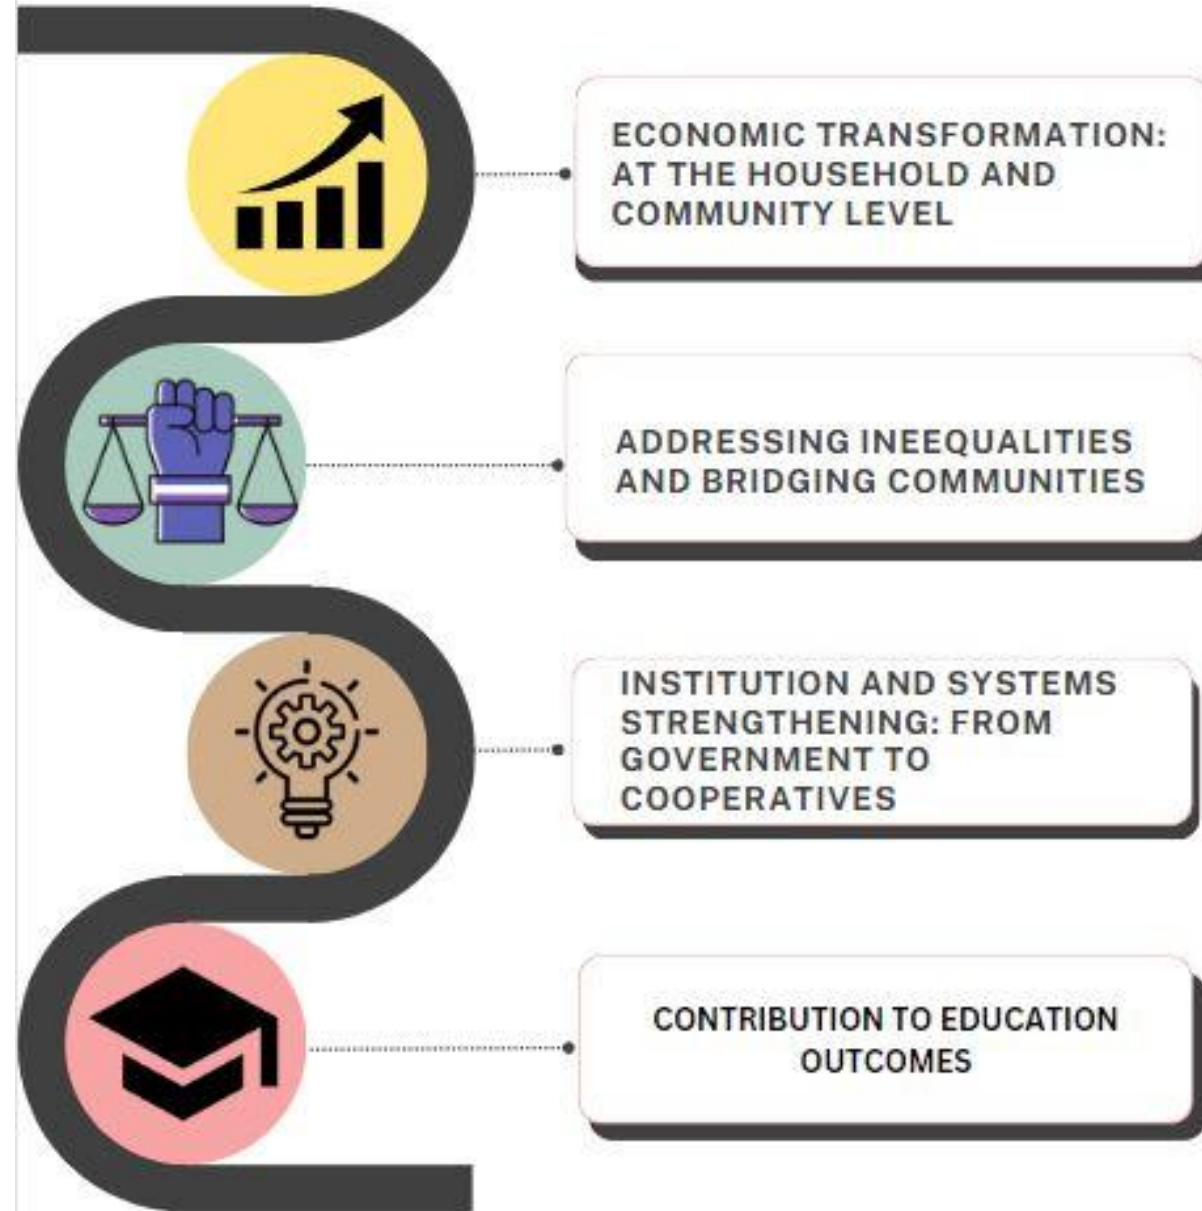 ECONOMIC TRANSFORMATION:
AT THE HOUSEHOLD AND
COMMUNITY LEVEL
ADDRESSING INEEQUALITIES
AND BRIDGING COMMUNITIES
INSTITUTION AND SYSTEMS
STRENGTHENING: FROM
GOVERNMENT TO
COOPERATIVES
CONTRIBUTION TO EDUCATION
OUTCOMES